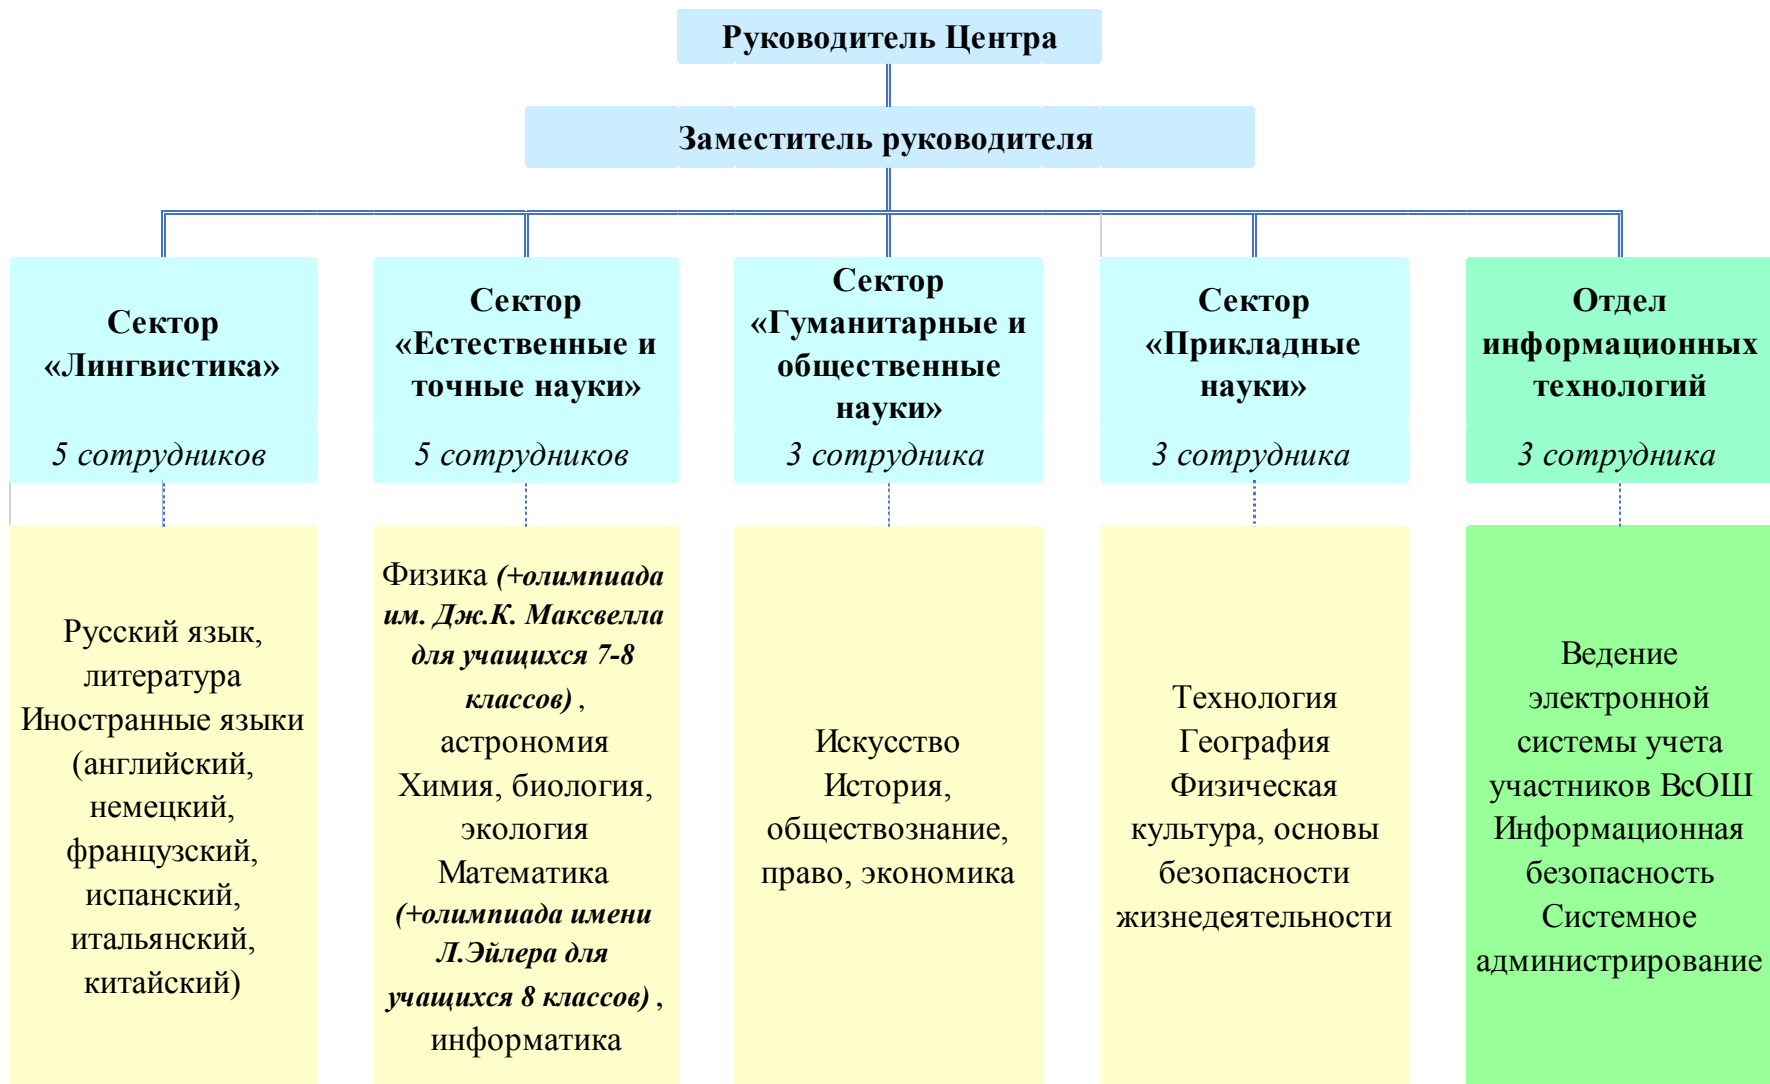 Руководитель Центра
Заместитель руководителя
Сектор
«Лингвистика»
5 сотрудников
Сектор
«Естественные и
точные науки»
5 сотрудников
Сектор
«Гуманитарные и
общественные
науки»
3 сотрудника
Сектор
«Прикладные
науки»
3 сотрудника
Отдел
информационных
технологий
3 сотрудника
Русский язык,
литература
Иностранные языки
(английский,
немецкий,
французский,
испанский,
итальянский,
китайский)
Физика (+олимпиада
им. Дж.К. Максвелла
для учащихся 7-8
классов) ,
астрономия
Химия, биология,
экология
Математика
(+олимпиада имени
Л.Эйлера для
учащихся 8 классов) ,
информатика
Искусство
История,
обществознание,
право, экономика
Технология
География
Физическая
культура, основы
безопасности
жизнедеятельности
Ведение
электронной
системы учета
участников ВсОШ
Информационная
безопасность
Системное
администрирование